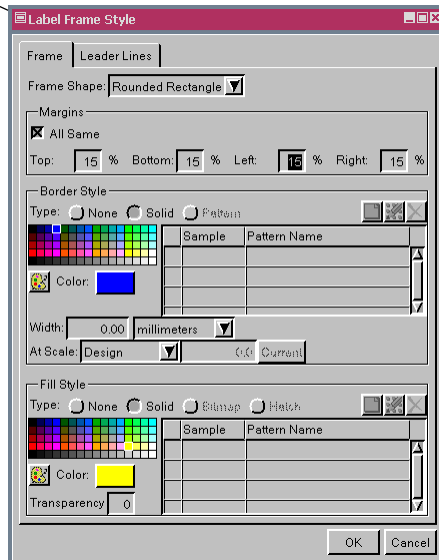 Label Frame Style
Frame Leader Lines
Frame Shape: Rounded Rectangle
Margins
All Same
Top: 15 % Bottom: 15 % Left: 15 % Right: 15 %
Border Style
Type: None Solid Pattern
Sample Pattern Name
Color:
Width: 0.00 millimeters
At Scale: Design 0.0 Current
Fill Style
Type: None Solid Bitmap Hatch
Sample Pattern Name
Color:
Transparency 0
OK Cancel